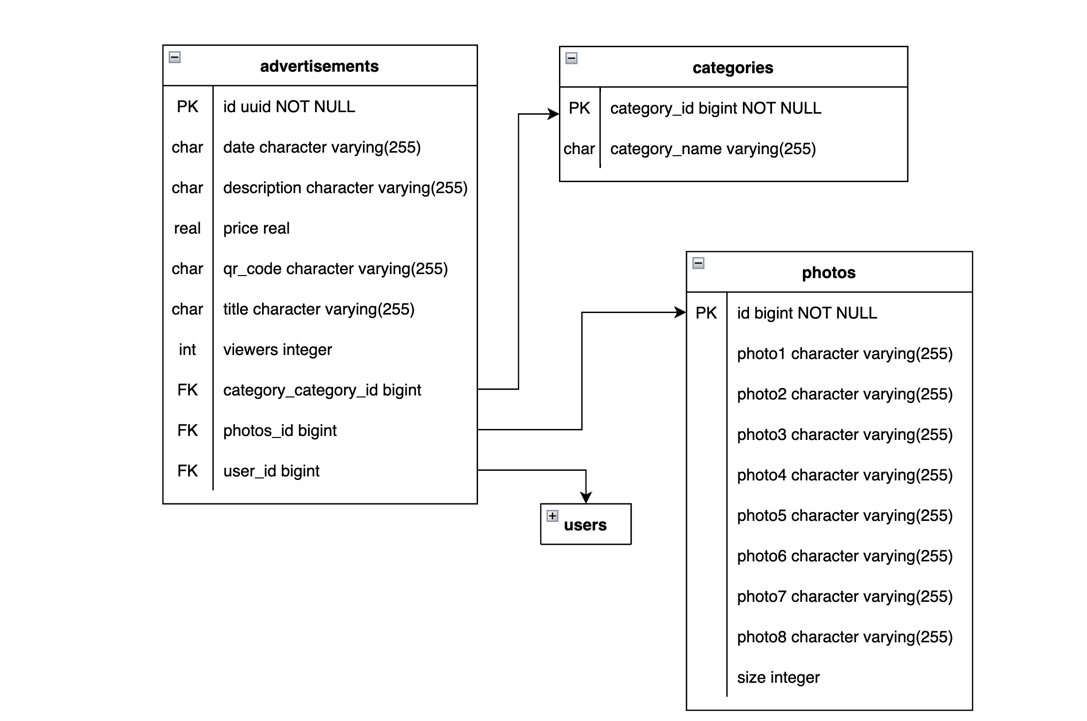 advertisements
PK id uuid NOT NULL
char date character varying(255)
char description character varying(255)
real price real
char qr_code character varying(255)
char title character varying(255)
int viewers integer
FK category_category_id bigint
FK photos_id bigint
FK user_id bigint
categories
PK category_id bigint NOT NULL
char category_name varying(255)
photos
PK id bigint NOT NULL
photo1 character varying(255)
photo2 character varying(255)
photo3 character varying(255)
photo4 character varying(255)
photo5 character varying(255)
photo6 character varying(255)
photo7 character varying(255)
photo8 character varying(255)
size integer
users